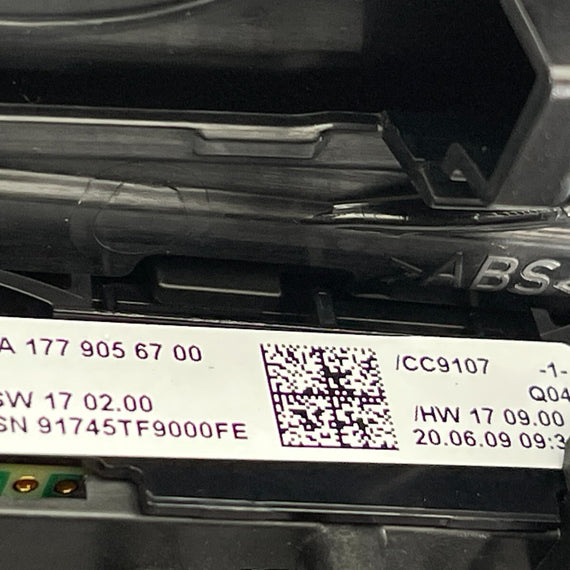 >ABS<
A 177 905 67 00
SW 17 02.00
SN 91745TF9000FE
/CC9107 -1-
Q04
/HW 17 09.00
20.06.09 09:3